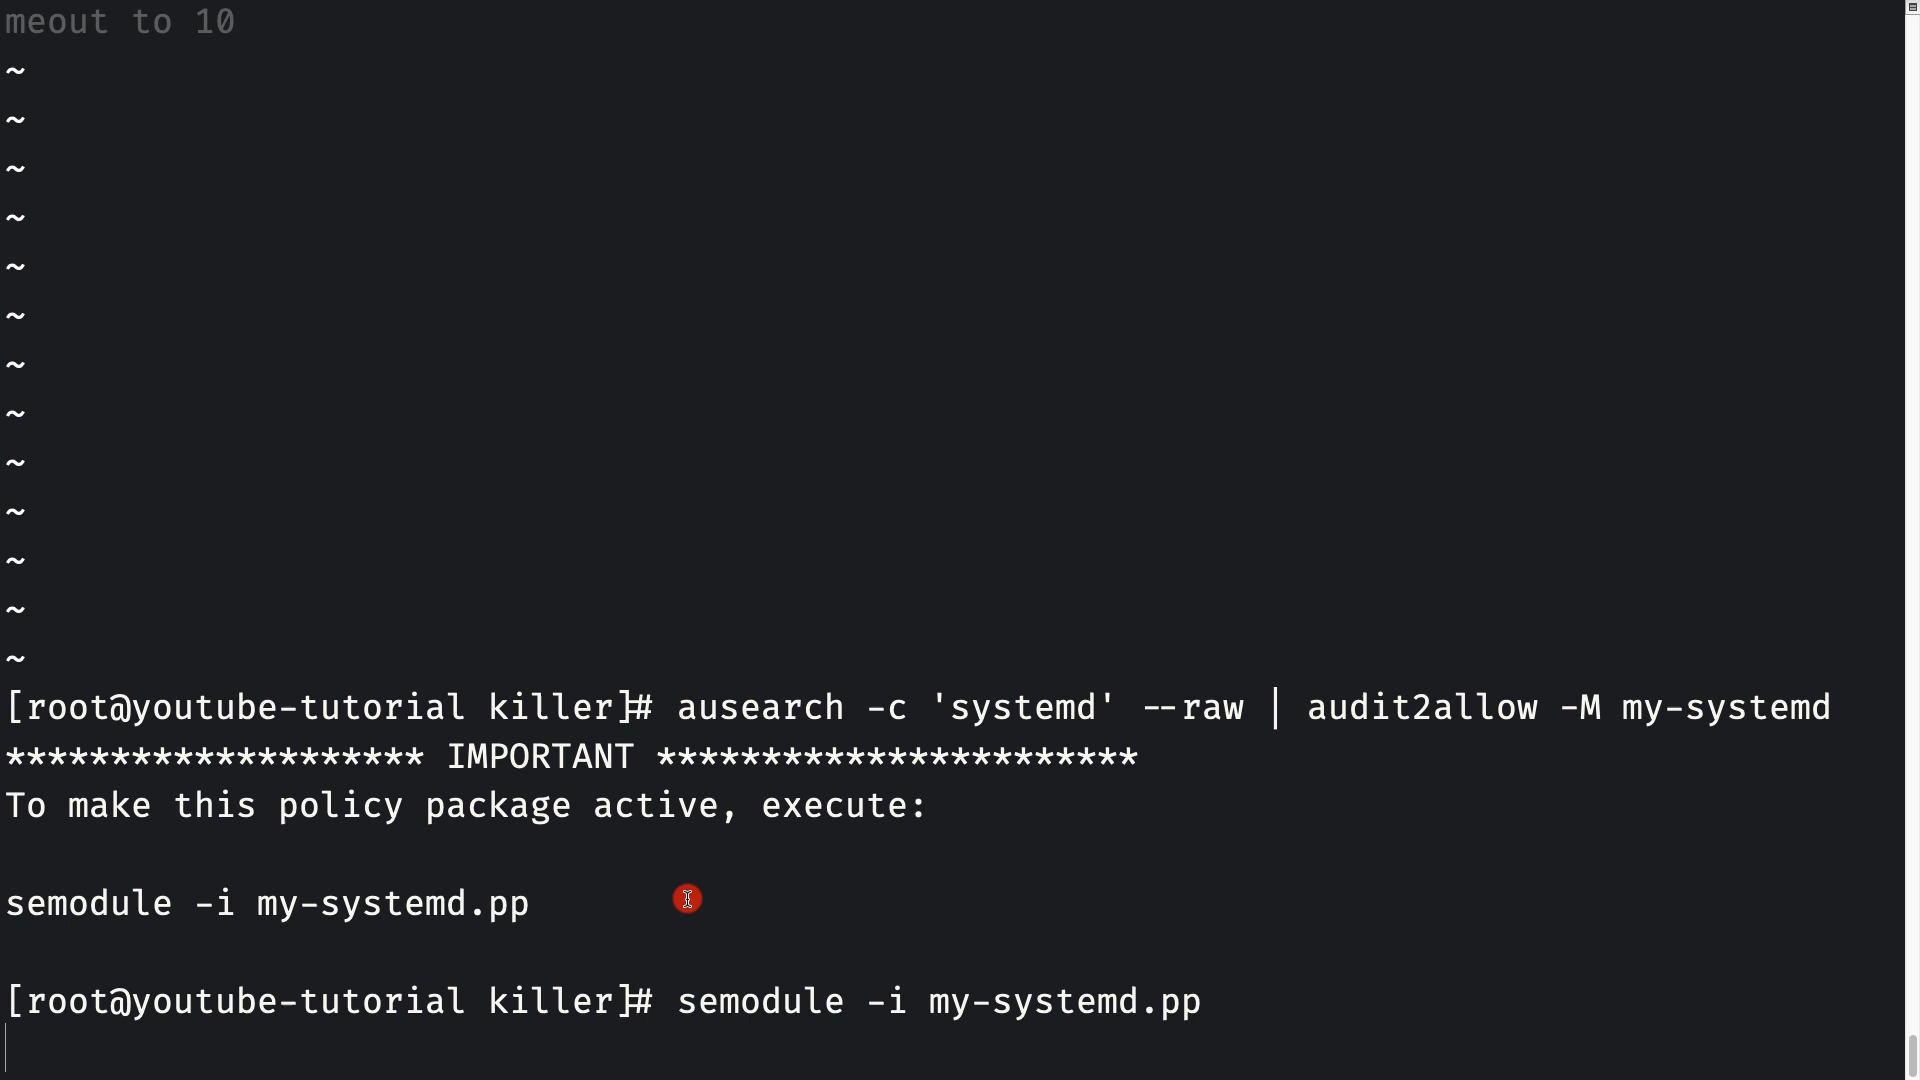 meout to 10
~
~
~
~
~
~
~
~
~
~
~
~
~
[root@youtube-tutorial killer]# ausearch -c 'systemd' --raw | audit2allow -M my-systemd
******************** IMPORTANT ***********************
To make this policy package active, execute:
semodule -i my-systemd.pp
[root@youtube-tutorial killer]# semodule -i my-systemd.pp